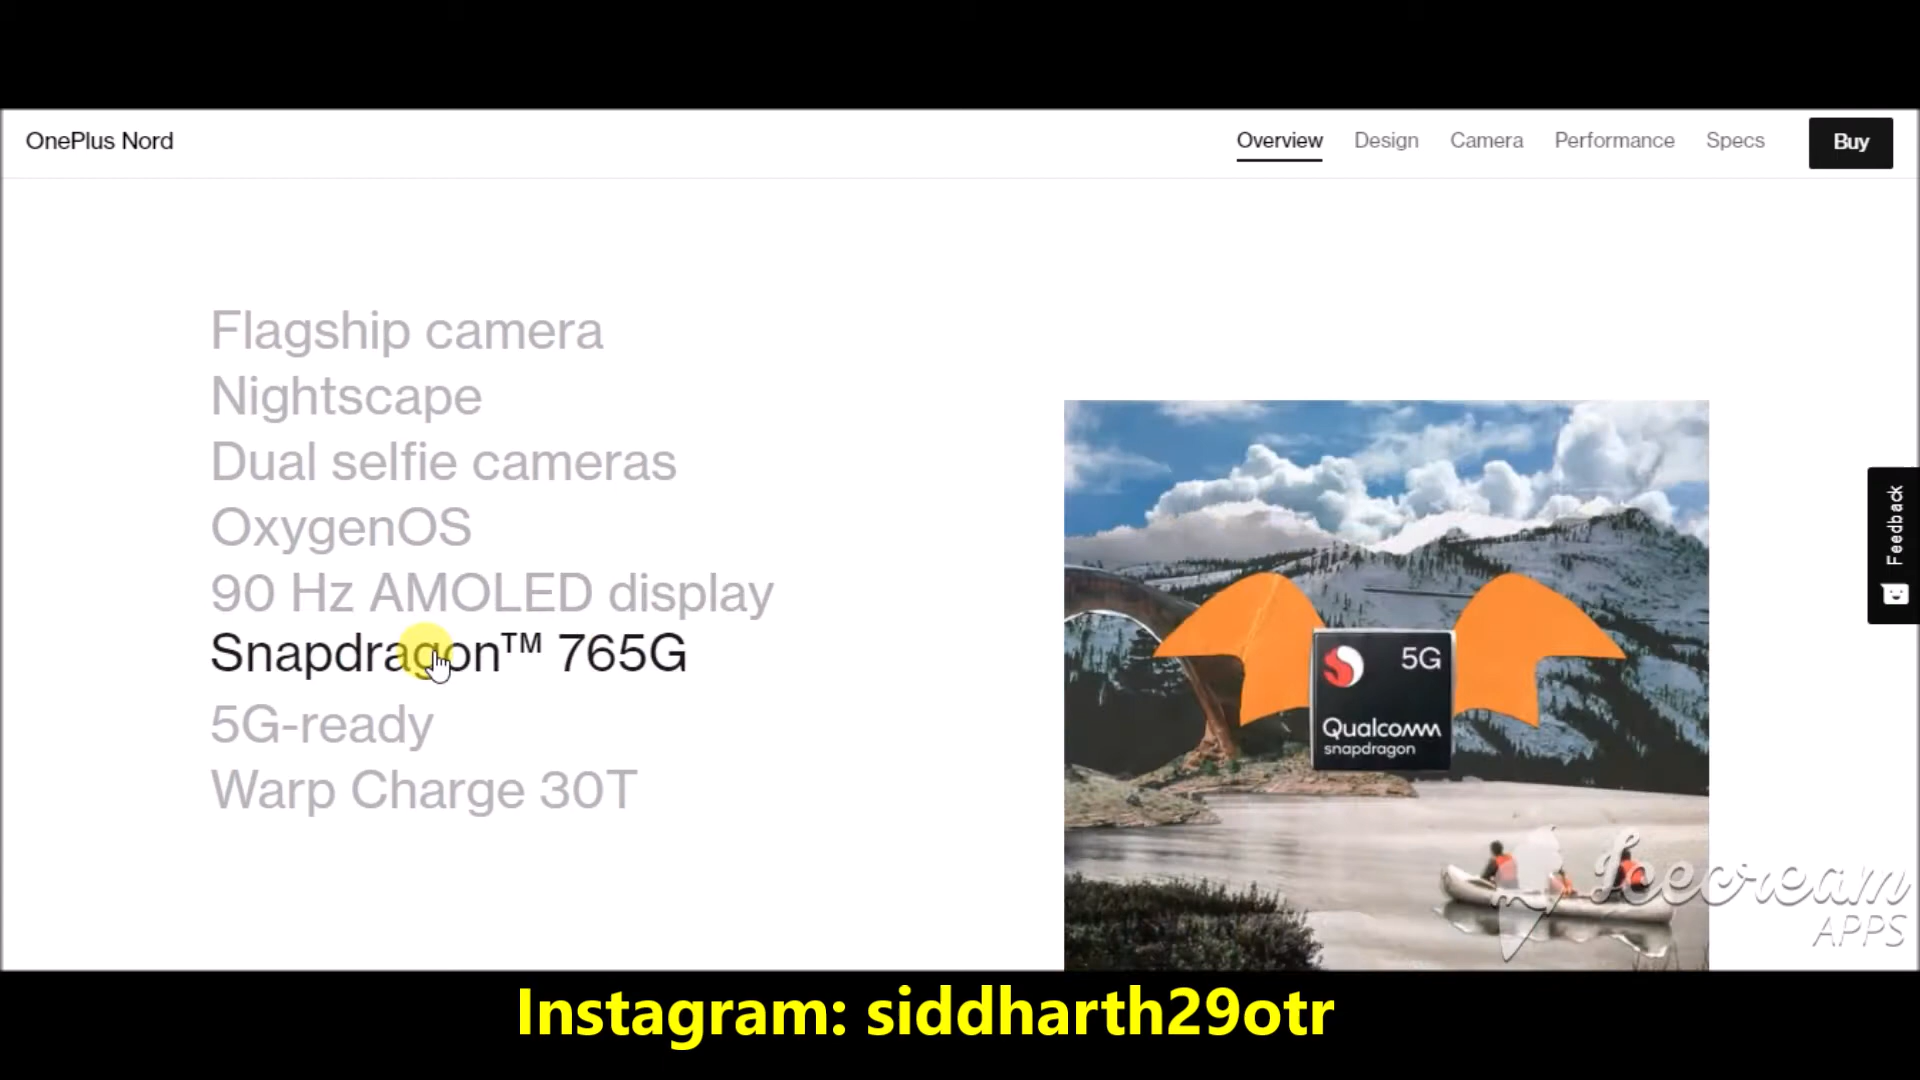 OnePlus Nord
Overview
Design
Camera
Performance
Specs
Buy
Flagship camera
Nightscape
Dual selfie cameras
OxygenOS
90 Hz AMOLED display
Snapdragon™ 765G
5G-ready
Warp Charge 30T
5G
Qualcomm
snapdragon
Feedback
Icecream
APPS
Instagram: siddharth29otr